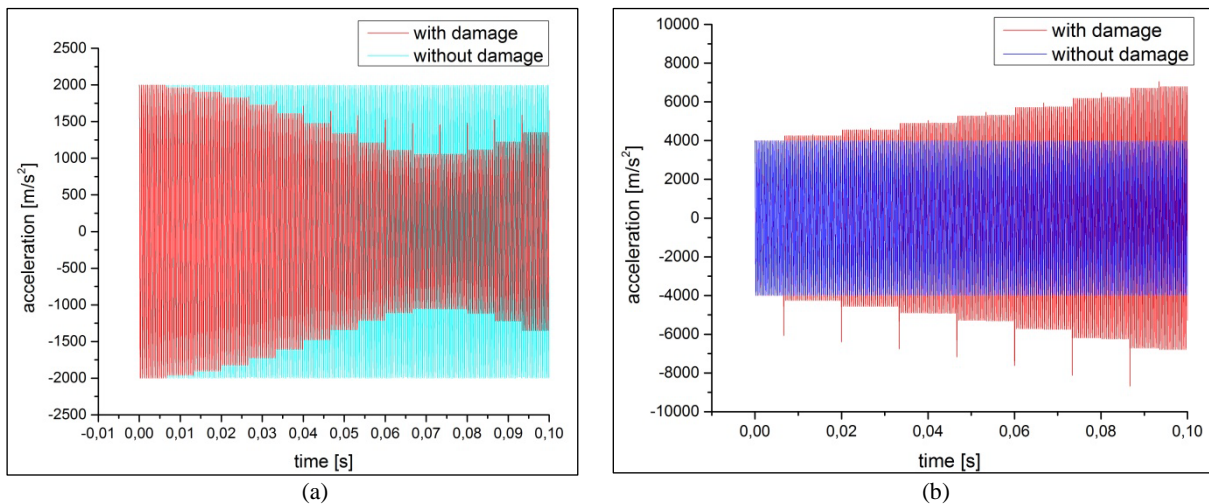 with damage
without damage
acceleration [m/s²]
2500
2000
1500
1000
500
0
-500
-1000
-1500
-2000
-2500
-0,01 0,00 0,01 0,02 0,03 0,04 0,05 0,06 0,07 0,08 0,09 0,10
time [s]
(a)
with damage
without damage
acceleration [m/s²]
10000
8000
6000
4000
2000
0
-2000
-4000
-6000
-8000
-10000
0,00 0,02 0,04 0,06 0,08 0,10
time [s]
(b)